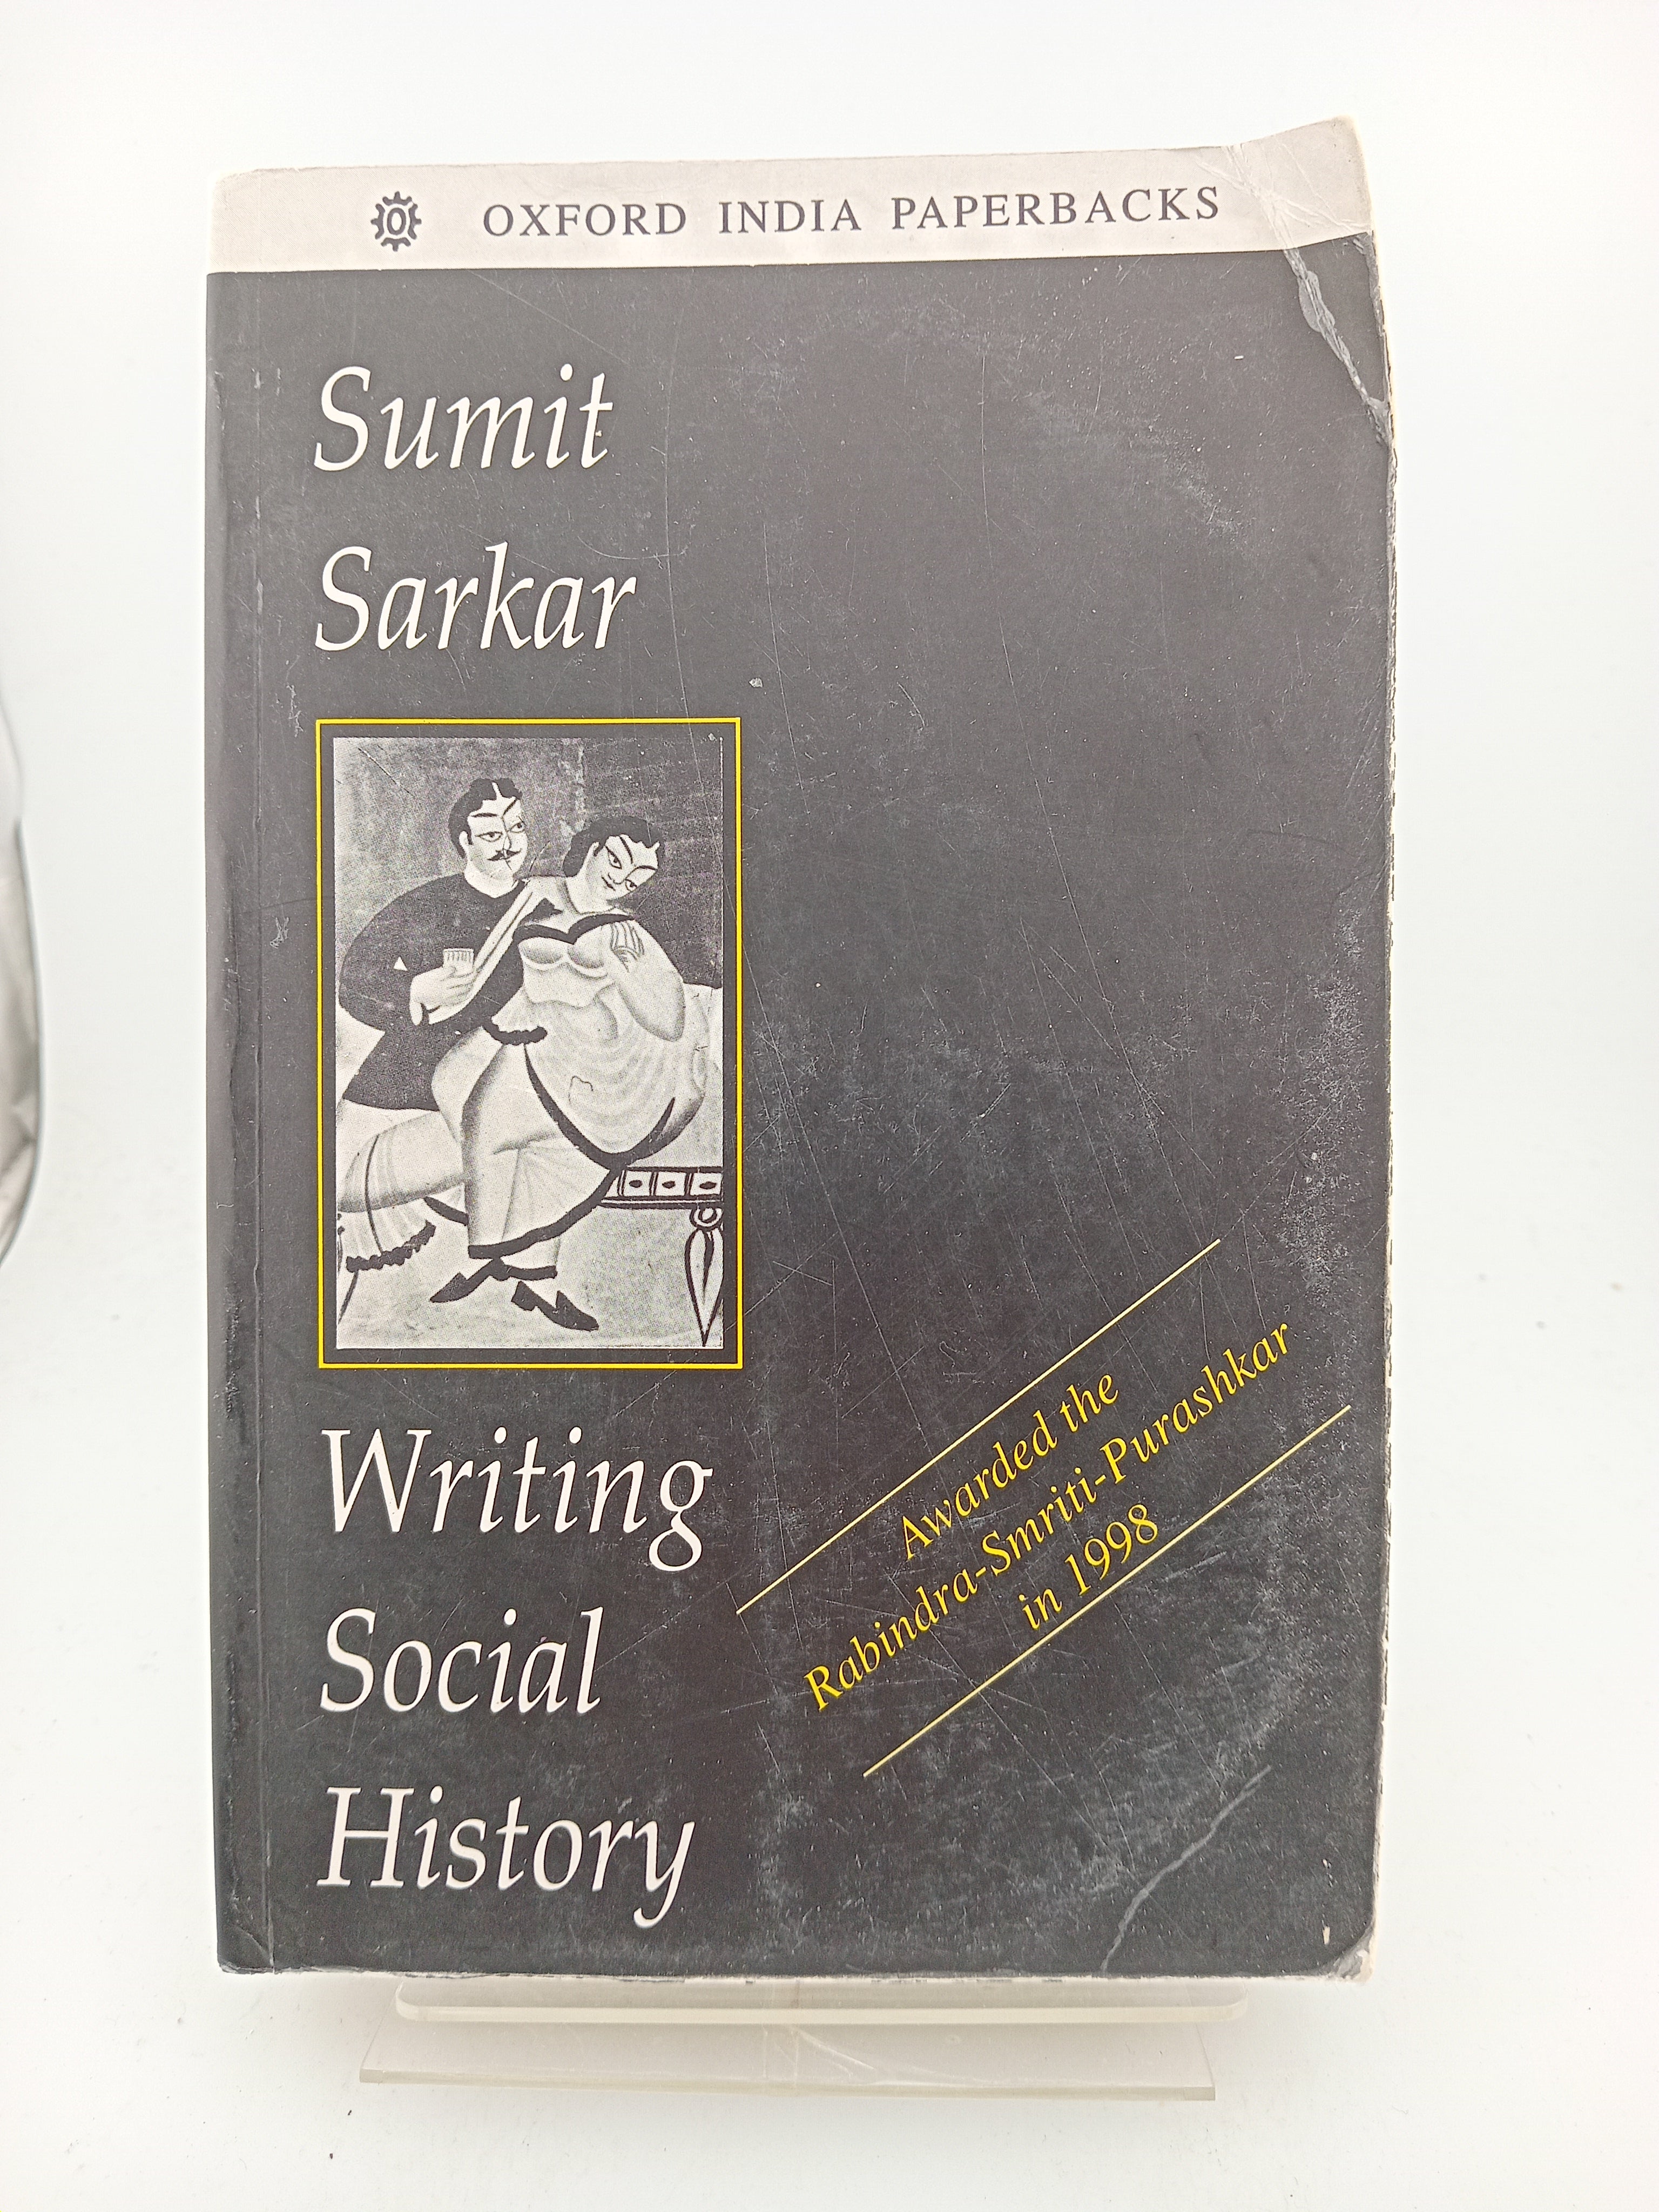 OXFORD INDIA PAPERBACKS
Sumit
Sarkar
Writing
Social
History
Awarded the
Rabindra-Smriti-Purashkar
in 1998